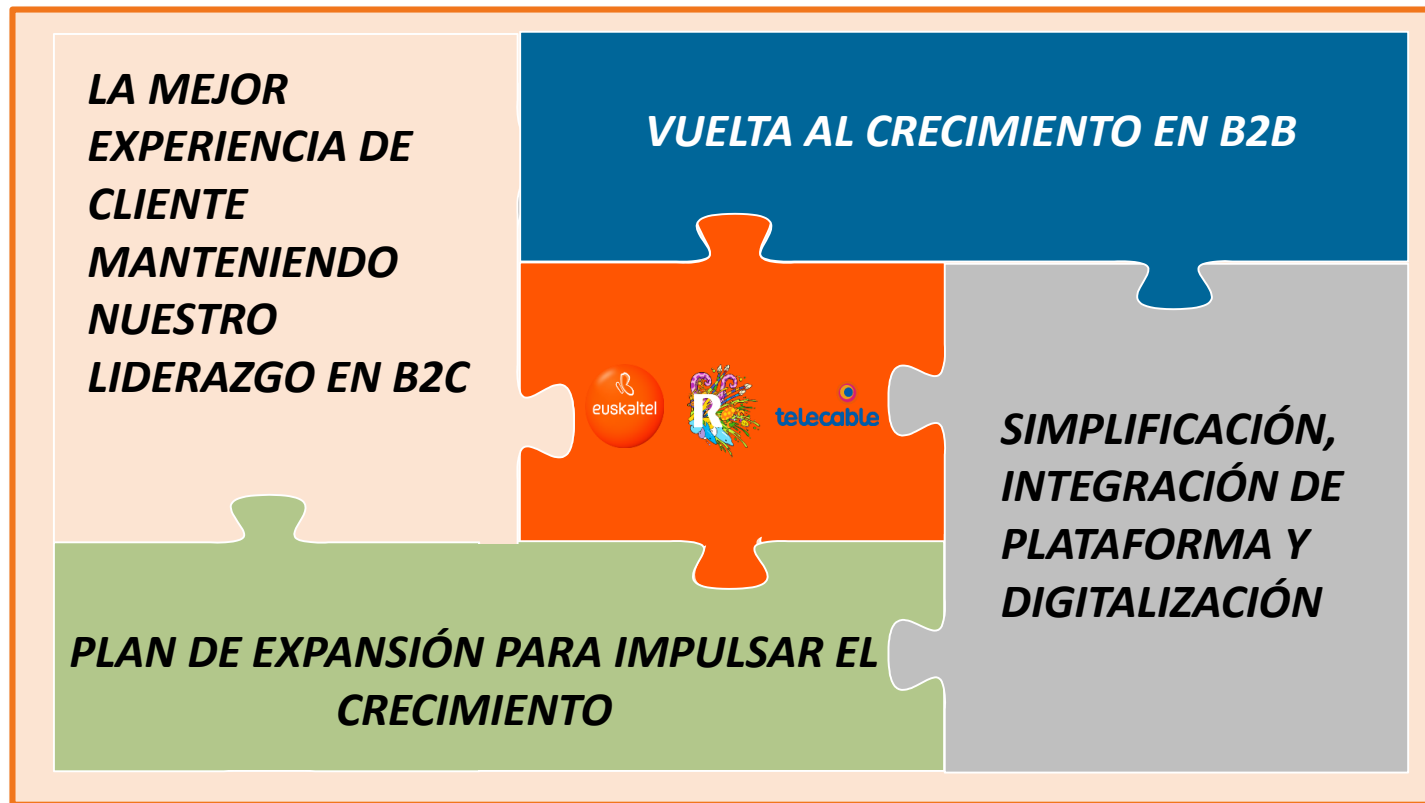 LA MEJOR
EXPERIENCIA DE
CLIENTE
MANTENIENDO
NUESTRO
LIDERAZGO EN B2C
VUELTA AL CRECIMIENTO EN B2B
euskaltel
R
telecable
SIMPLIFICACIÓN,
INTEGRACIÓN DE
PLATAFORMA Y
DIGITALIZACIÓN
PLAN DE EXPANSIÓN PARA IMPULSAR EL
CRECIMIENTO